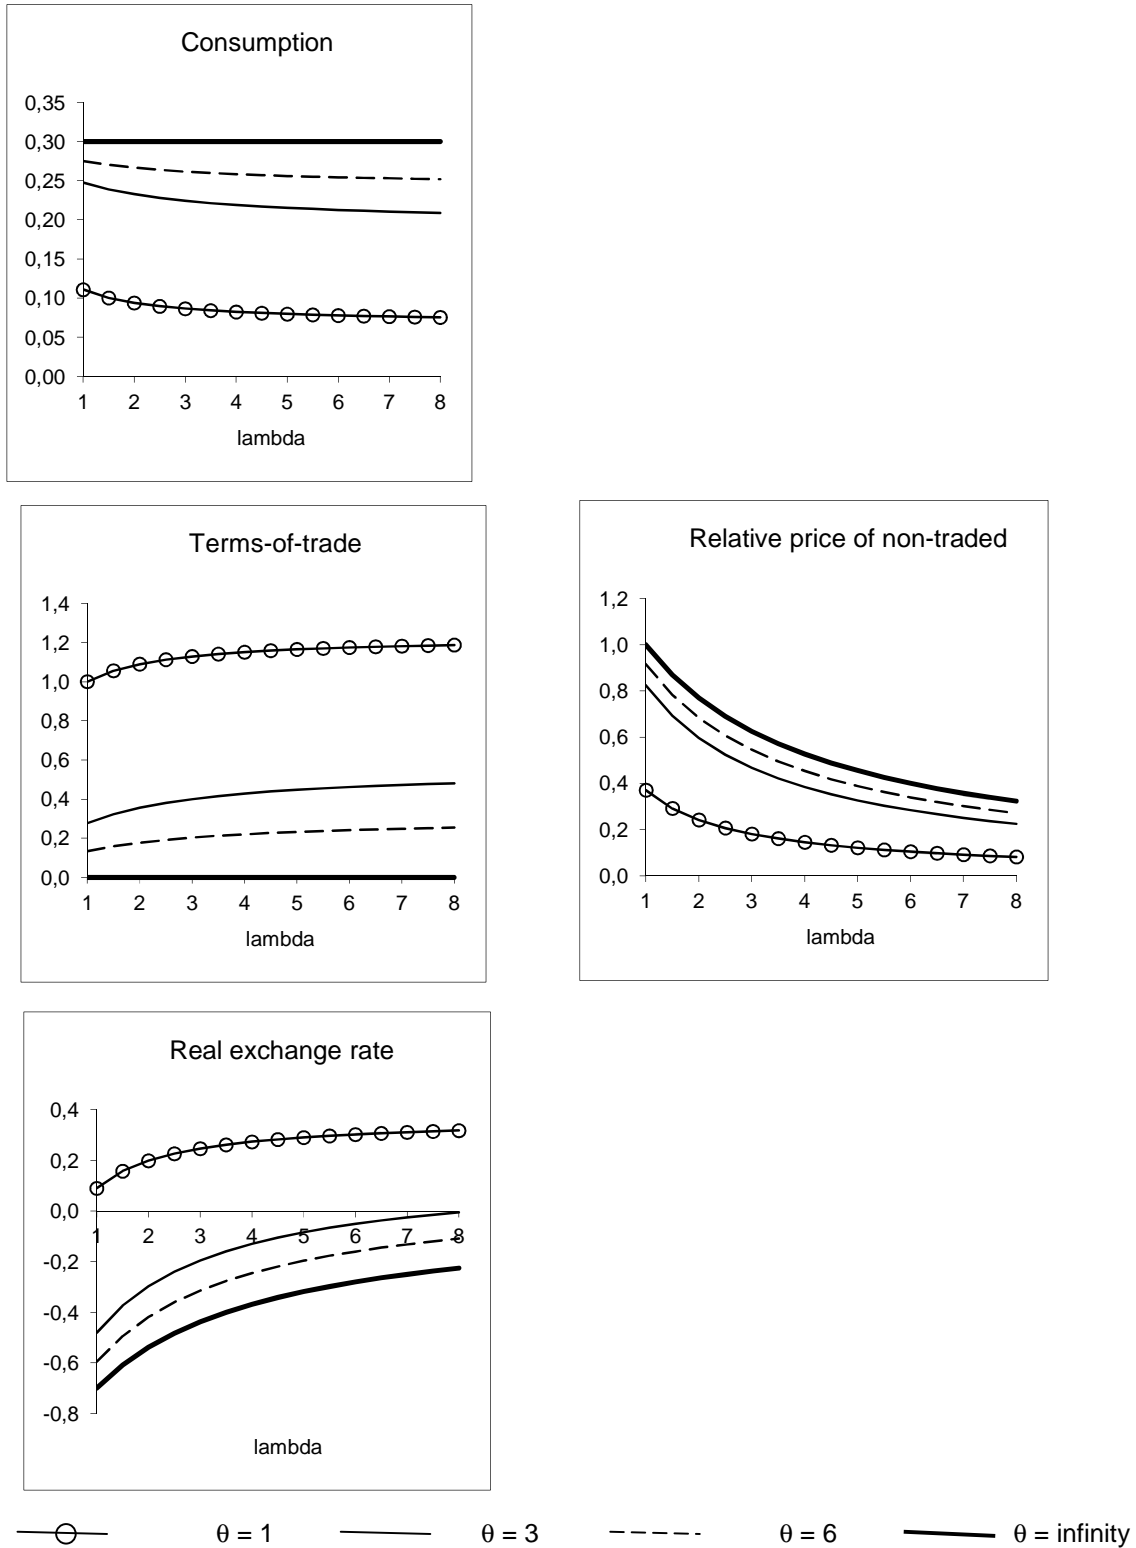 Consumption
0,35
0,30
0,25
0,20
0,15
0,10
0,05
0,00
1 2 3 4 5 6 7 8
lambda
Terms-of-trade
1,4
1,2
1,0
0,8
0,6
0,4
0,2
0,0
1 2 3 4 5 6 7 8
lambda
Relative price of non-traded
1,2
1,0
0,8
0,6
0,4
0,2
0,0
1 2 3 4 5 6 7 8
lambda
Real exchange rate
0,4
0,2
0,0
1 2 3 4 5 6 7 8
-0,2
-0,4
-0,6
-0,8
lambda
θ = 1 θ = 3 θ = 6 θ = infinity